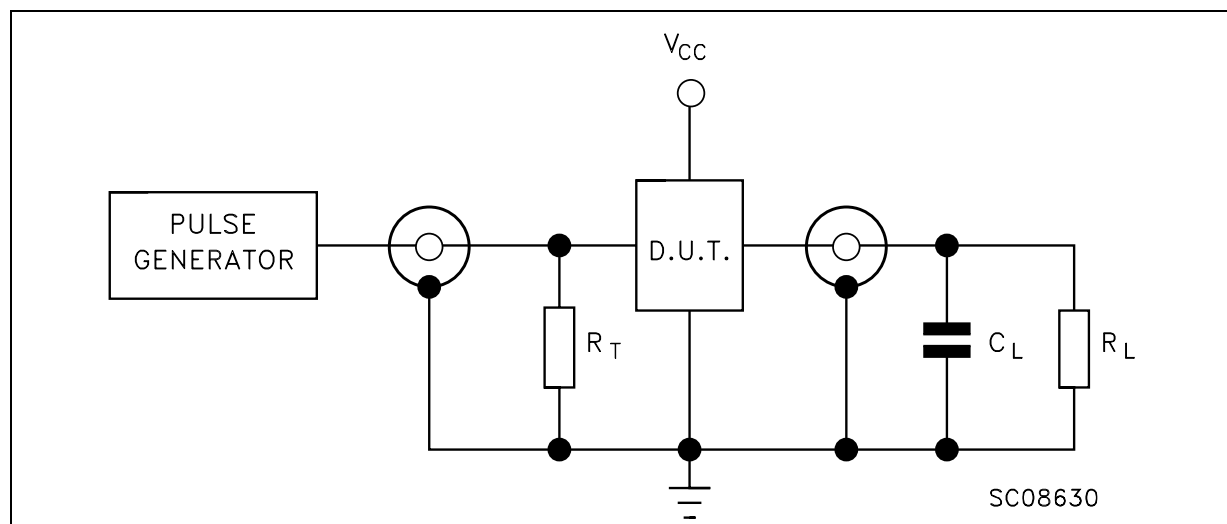 VCC
PULSE
GENERATOR
D.U.T.
RT
CL
RL
SC08630